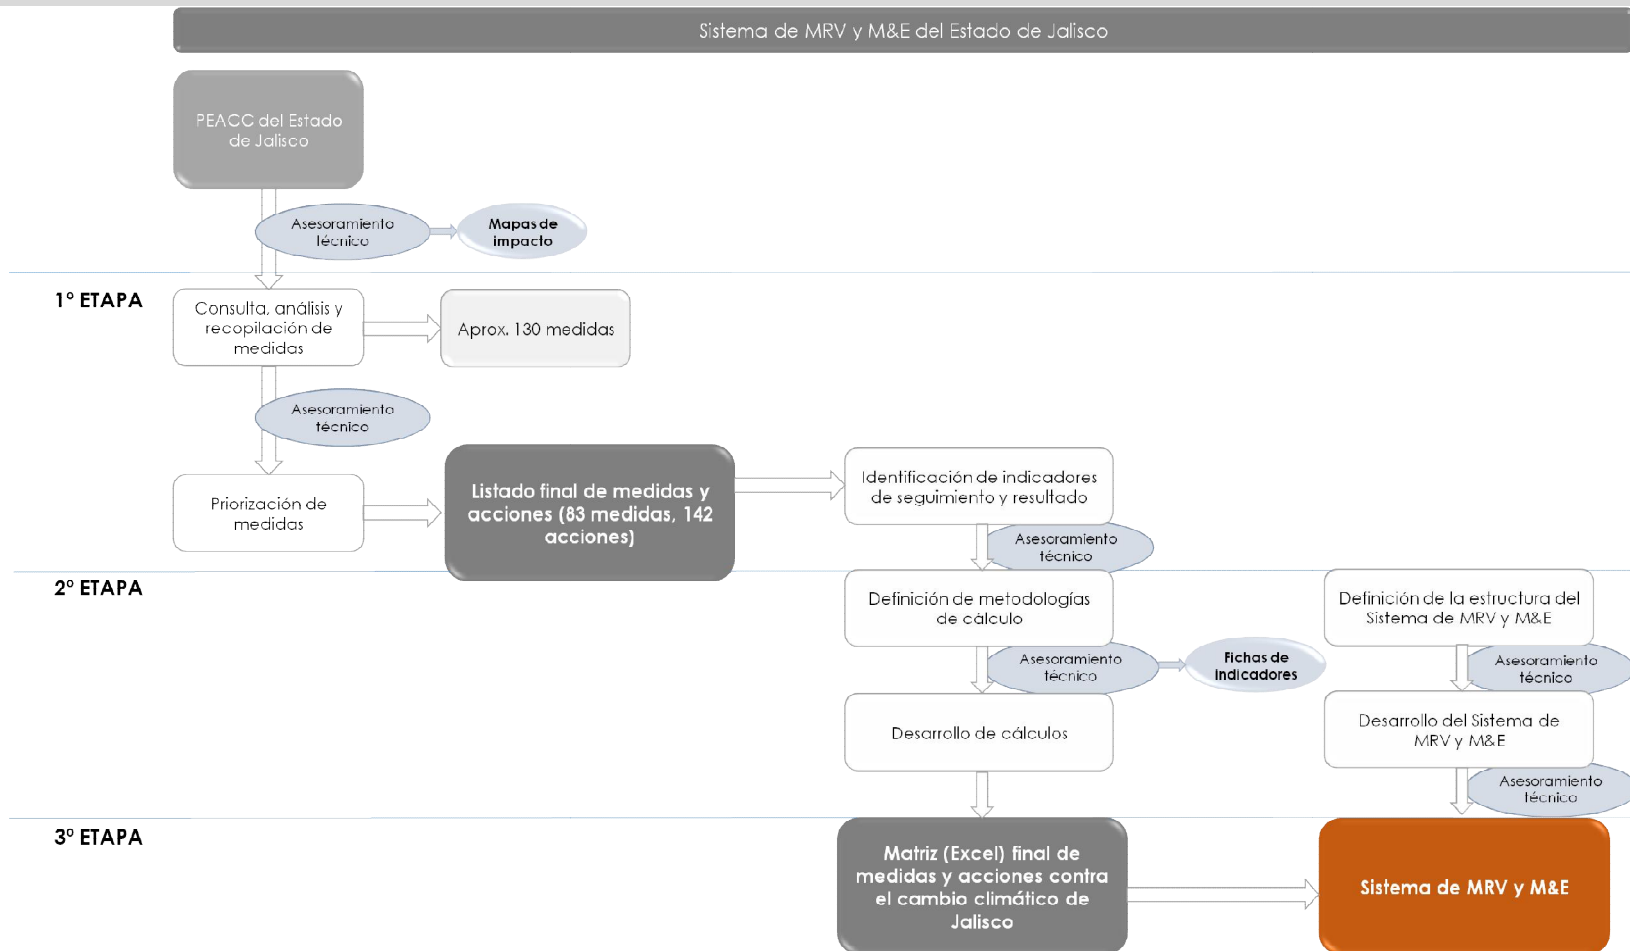 Sistema de MRV y M&E del Estado de Jalisco
PEACC del Estado
de Jalisco
Asesoramiento
técnico
Mapas de
impacto
1º ETAPA
Consulta, análisis y
recopilación de
medidas
Aprox. 130 medidas
Asesoramiento
técnico
Priorización de
medidas
Listado final de medidas y
acciones (83 medidas, 142
acciones)
Identificación de indicadores
de seguimiento y resultado
Asesoramiento
técnico
2º ETAPA
Definición de metodologías
de cálculo
Definición de la estructura del
Sistema de MRV y M&E
Asesoramiento
técnico
Fichas de
indicadores
Asesoramiento
técnico
Desarrollo de cálculos
Desarrollo del Sistema de
MRV y M&E
Asesoramiento
técnico
3º ETAPA
Matriz (Excel) final de
medidas y acciones contra
el cambio climático de
Jalisco
Sistema de MRV y M&E